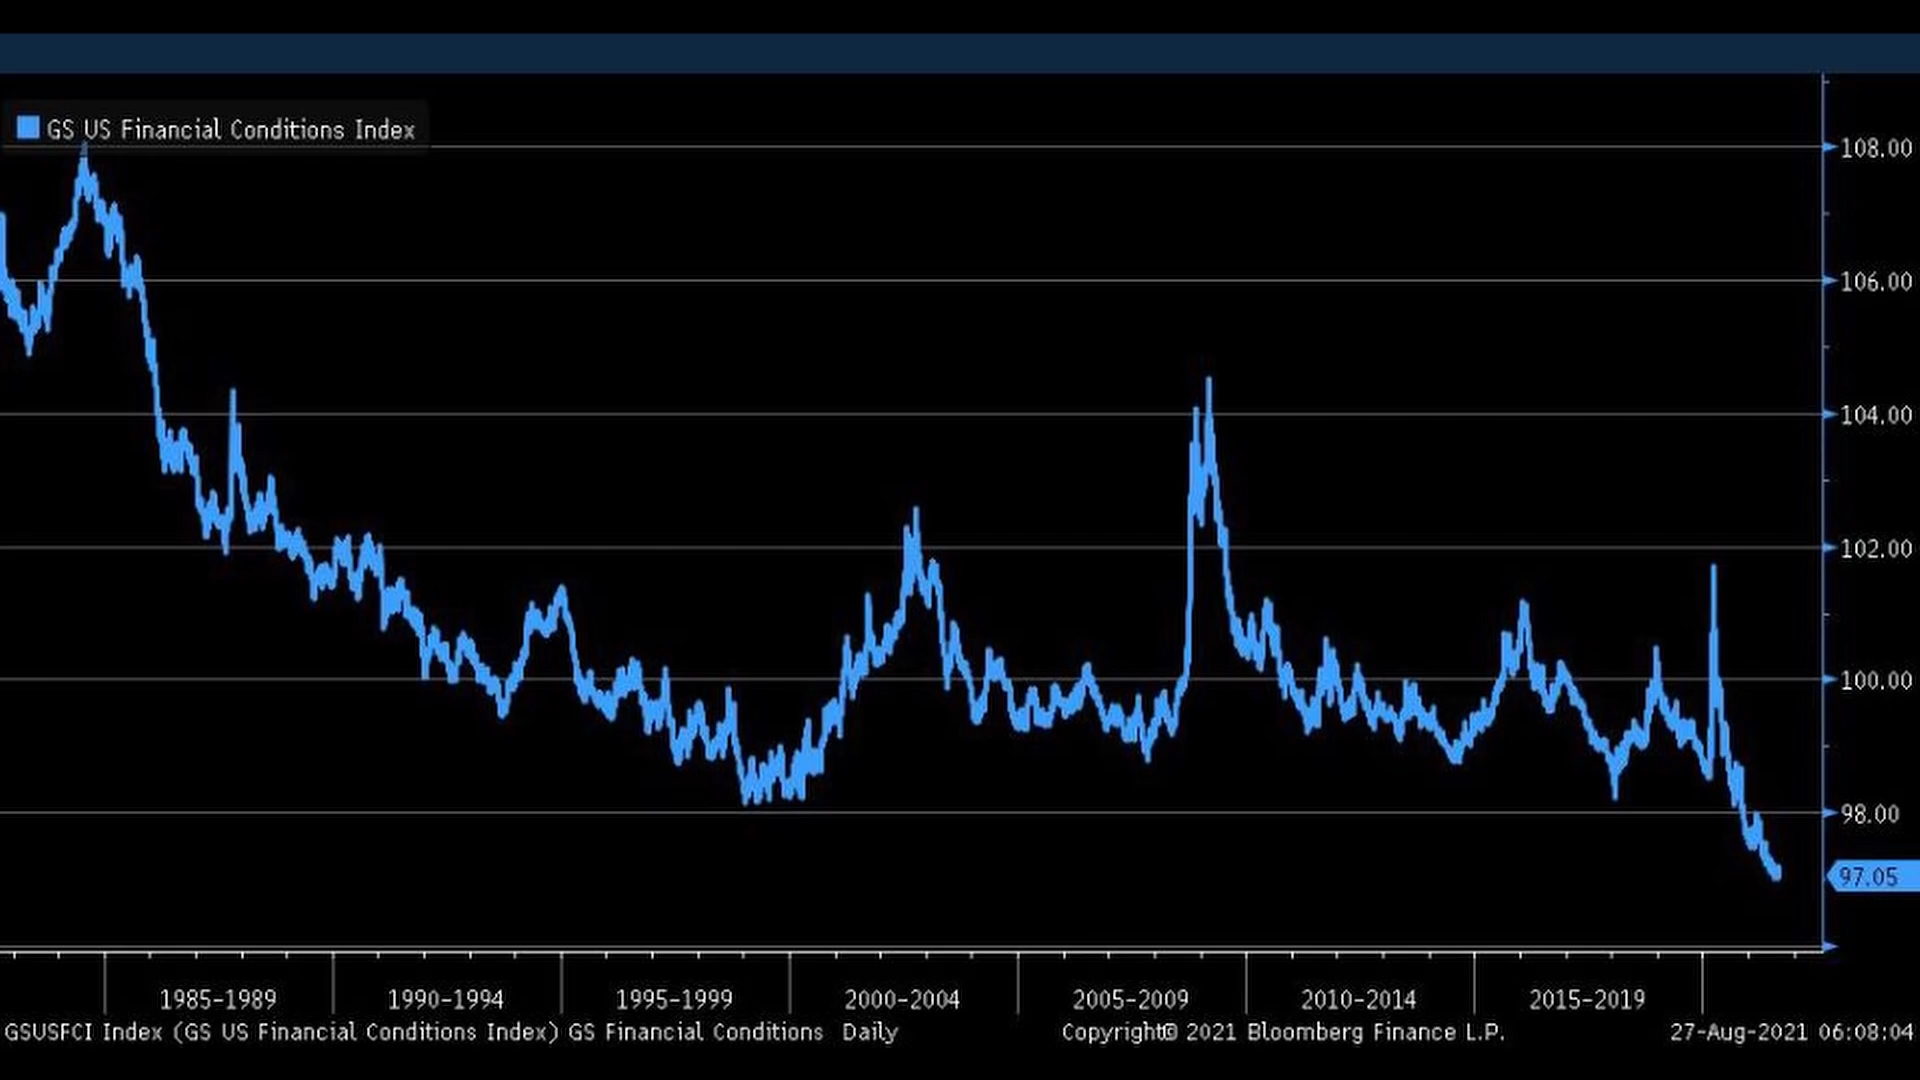 GS US Financial Conditions Index
108.00
106.00
104.00
102.00
100.00
98.00
97.05
1985-1989 1990-1994 1995-1999 2000-2004 2005-2009 2010-2014 2015-2019
GSUSFCI Index (GS US Financial Conditions Index) GS Financial Conditions Daily Copyright© 2021 Bloomberg Finance L.P. 27-Aug-2021 06:08:04